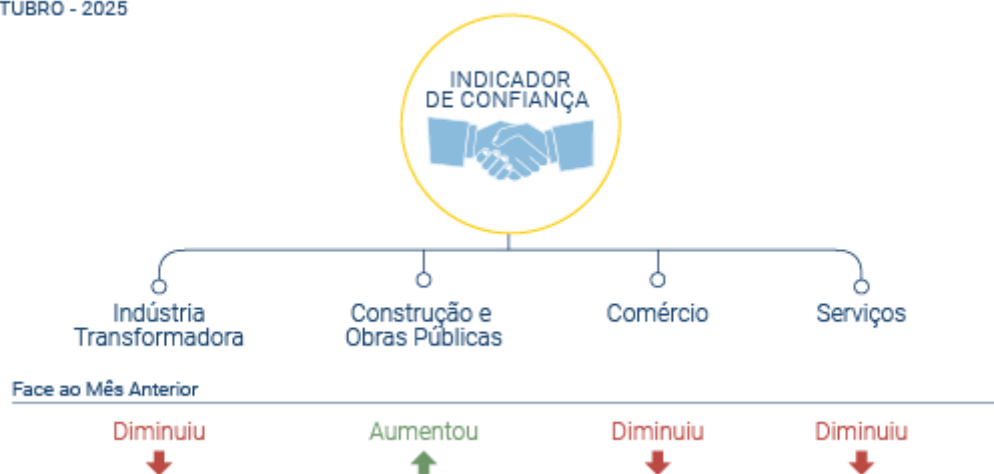 TUBRO - 2025
INDICADOR
DE CONFIANÇA
Indústria
Transformadora
Construção e
Obras Públicas
Comércio
Serviços
Face ao Mês Anterior
Diminuiu
Aumentou
Diminuiu
Diminuiu